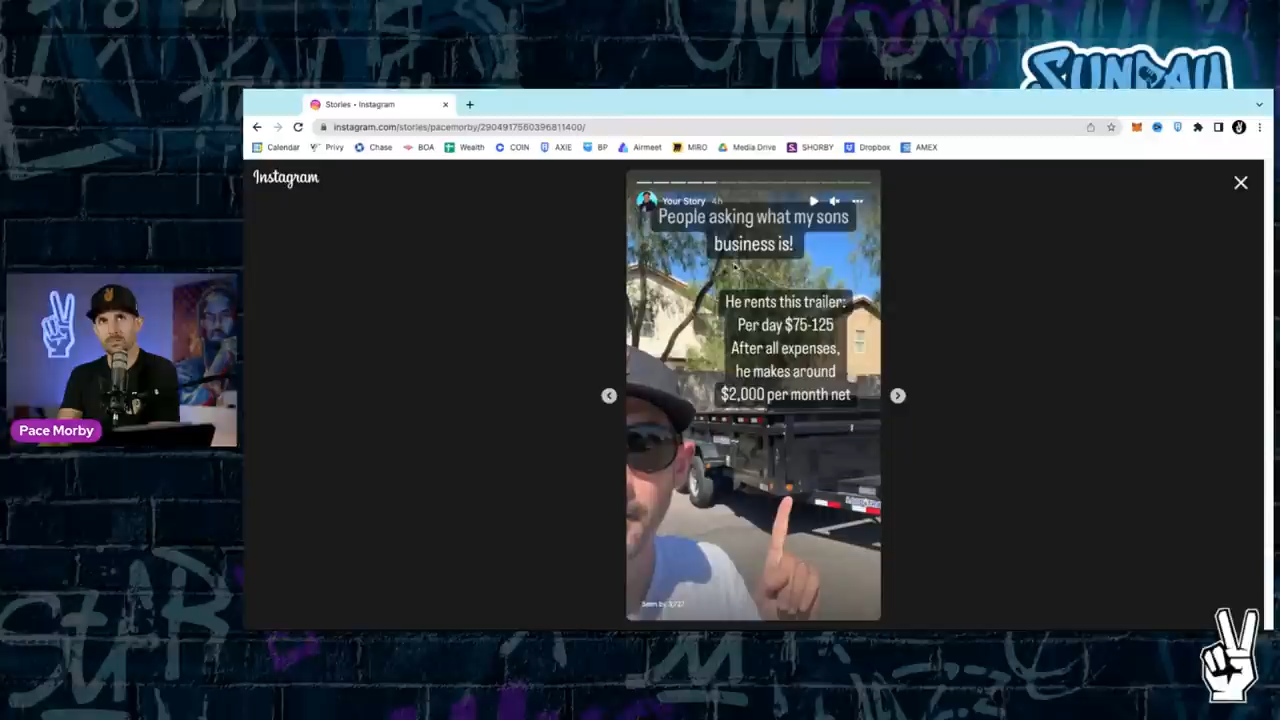 SUNDAY
Stories • Instagram
instagram.com/stories/pacemorby/2904917560396811400/
Calendar Privy Chase BOA Wealth COIN AXIE BP Airmeet MIRO Media Drive SHORBY Dropbox AMEX
Instagram
Your Story 4h
People asking what my sons
business is!
He rents this trailer:
Per day $75-125
After all expenses,
he makes around
$2,000 per month net
Pace Morby